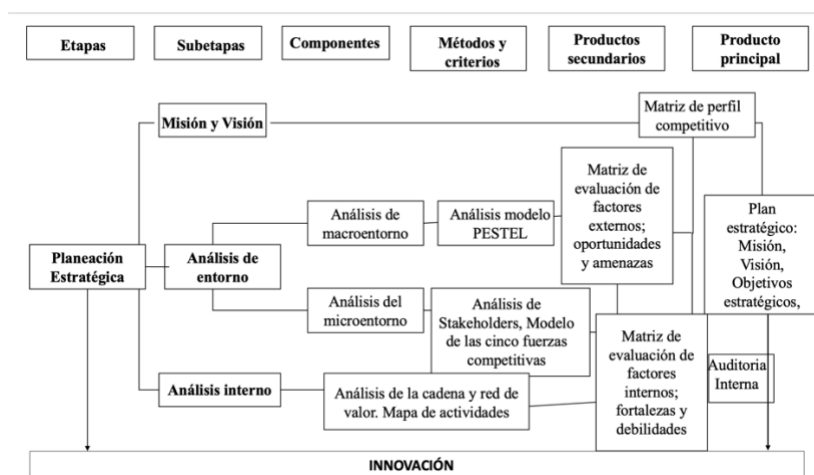 Etapas
Subetapas
Componentes
Métodos y
criterios
Productos
secundarios
Producto
principal
Misión y Visión
Matriz de perfil
competitivo
Planeación
Estratégica
Análisis de
entorno
Análisis de
macroentorno
Análisis modelo
PESTEL
Matriz de
evaluación de
factores
externos;
oportunidades
y amenazas
Plan
estratégico:
Misión,
Visión,
Objetivos
estratégicos,
Análisis del
microentorno
Análisis de
Stakeholders, Modelo
de las cinco fuerzas
competitivas
Análisis interno
Análisis de la cadena y red de
valor. Mapa de actividades
Matriz de
evaluación de
factores
internos;
fortalezas y
debilidades
Auditoria
Interna
INNOVACIÓN